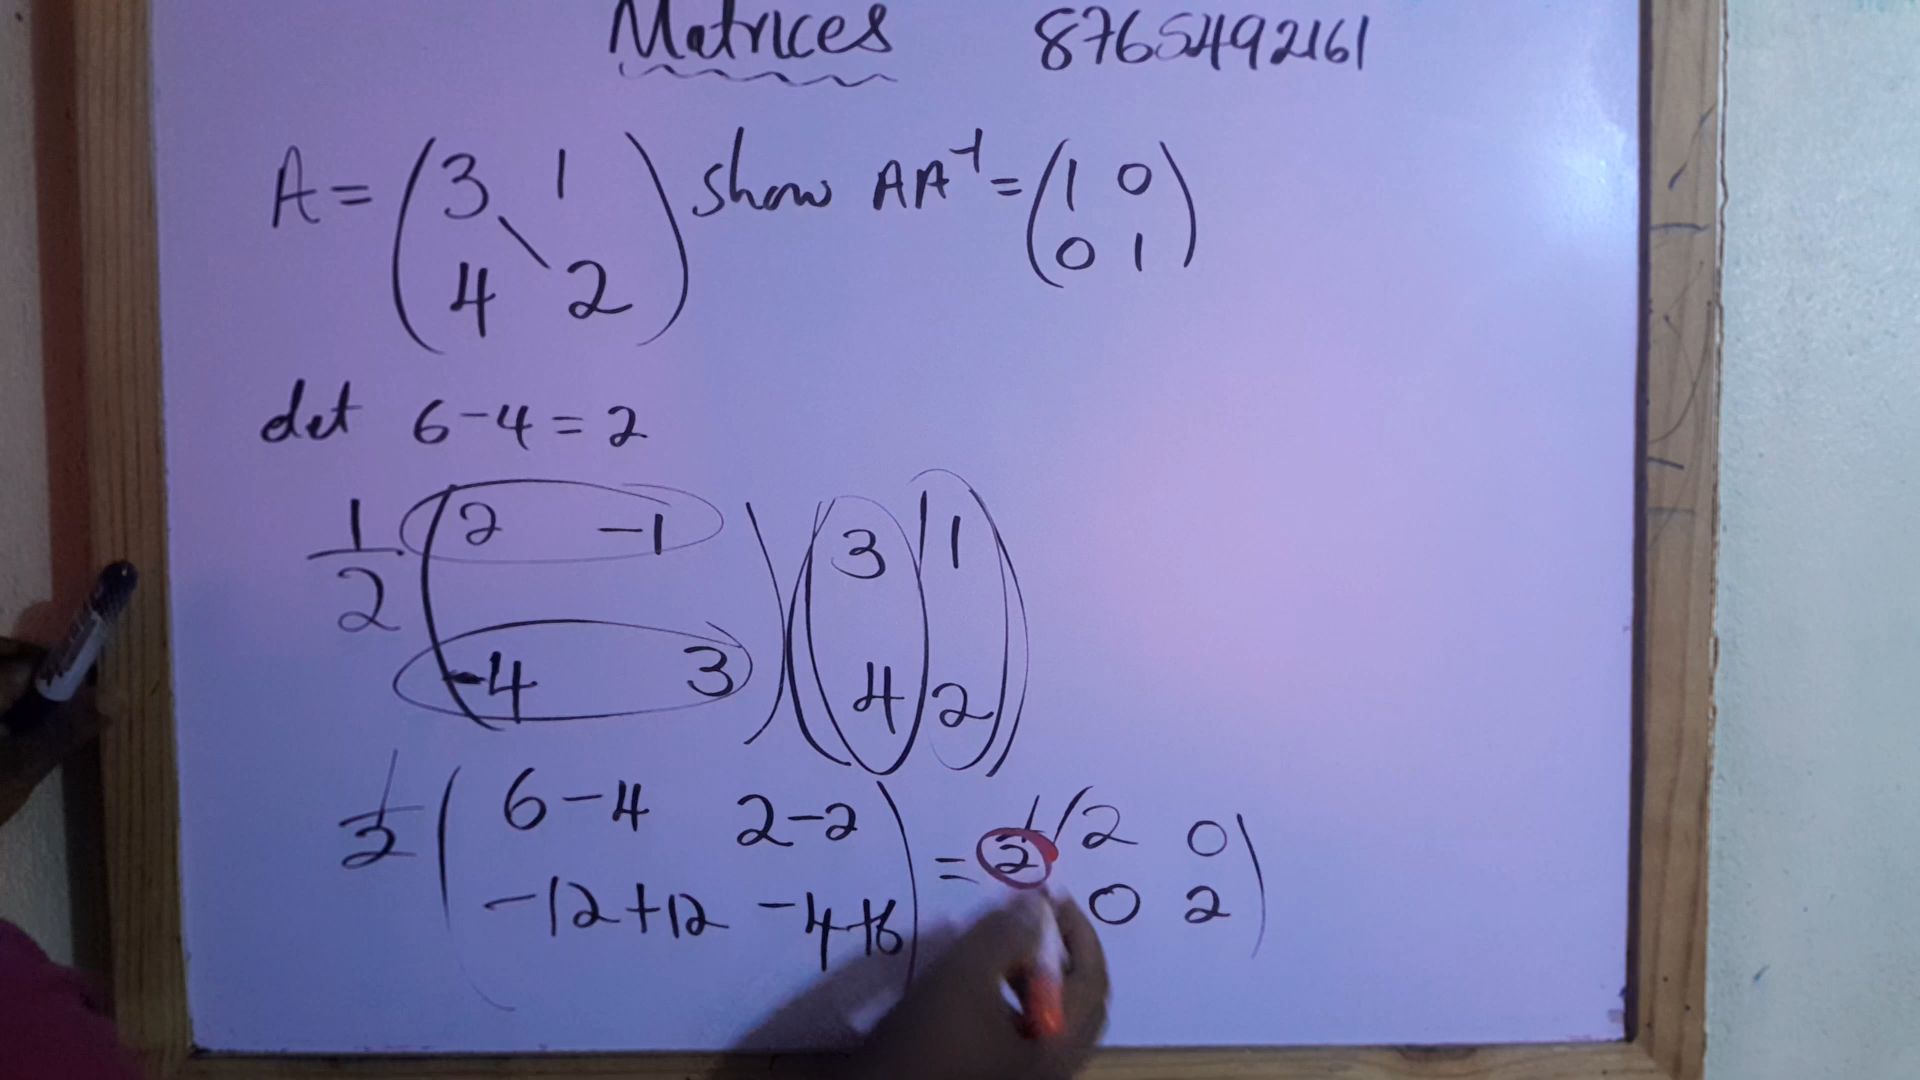 Matrices 8765492161
A = (3 1 show AA⁻¹ = (1 0
4 2) 0 1)
det 6-4=2
1/2 (2 -1) (3 1)
(-4 3) (4 2)
1/2 (6-4 2-2) = 1/2 (2 0)
(-12+12 -4+6) (0 2)